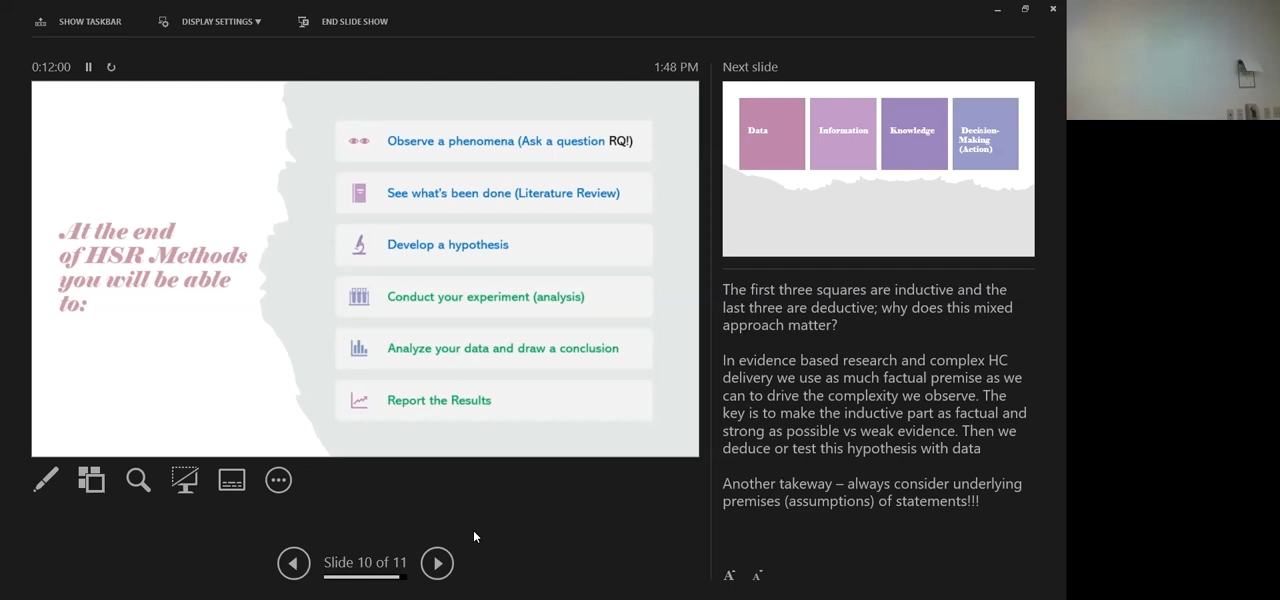 SHOW TASKBAR
DISPLAY SETTINGS ▼
END SLIDE SHOW
0:12:00
1:48 PM
At the end
of HSR Methods
you will be able
to:
Observe a phenomena (Ask a question RQ!)
See what's been done (Literature Review)
Develop a hypothesis
Conduct your experiment (analysis)
Analyze your data and draw a conclusion
Report the Results
Slide 10 of 11
Next slide
Data
Information
Knowledge
Decision-
Making
(Action)
The first three squares are inductive and the
last three are deductive; why does this mixed
approach matter?
In evidence based research and complex HC
delivery we use as much factual premise as we
can to drive the complexity we observe. The
key is to make the inductive part as factual and
strong as possible vs weak evidence. Then we
deduce or test this hypothesis with data
Another takeway – always consider underlying
premises (assumptions) of statements!!!
A
A